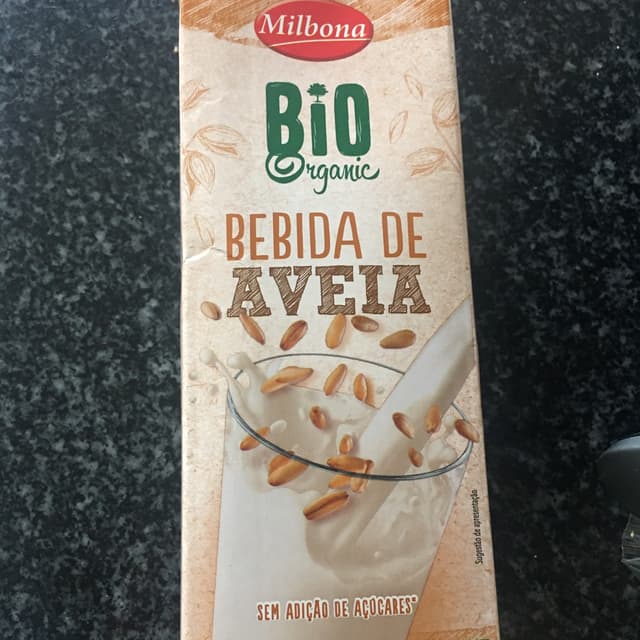 Milbona
BiO
Organic
BEBIDA DE
AVEIA
Sugestão de apresentação
SEM ADIÇÃO DE AÇÚCARES*